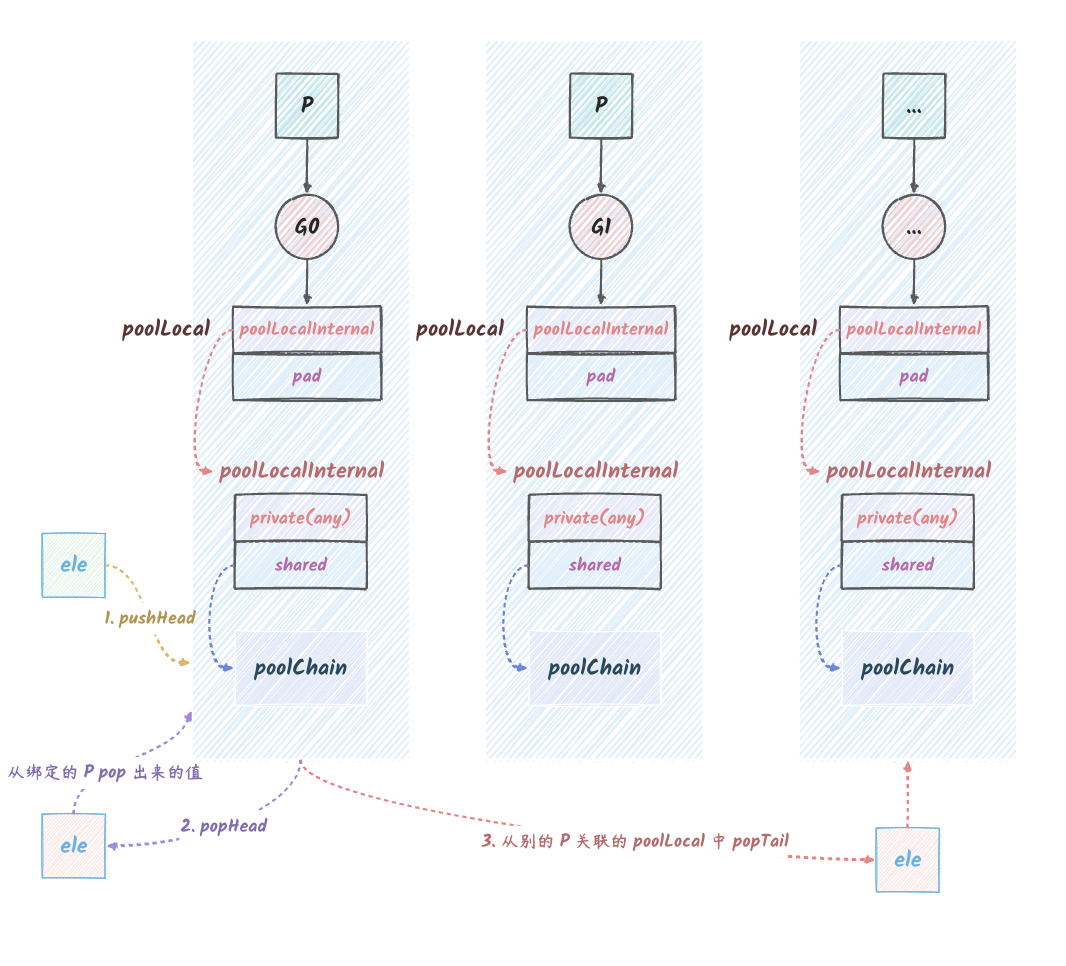 P
P
...
G0
G1
...
poolLocal
poolLocalInternal
pad
poolLocal
poolLocalInternal
pad
poolLocal
poolLocalInternal
pad
poolLocalInternal
private(any)
shared
poolLocalInternal
private(any)
shared
poolLocalInternal
private(any)
shared
ele
1. pushHead
poolChain
poolChain
poolChain
从绑定的 P pop 出来的值
ele
2. popHead
3. 从别的 P 关联的 poolLocal 中 popTail
ele